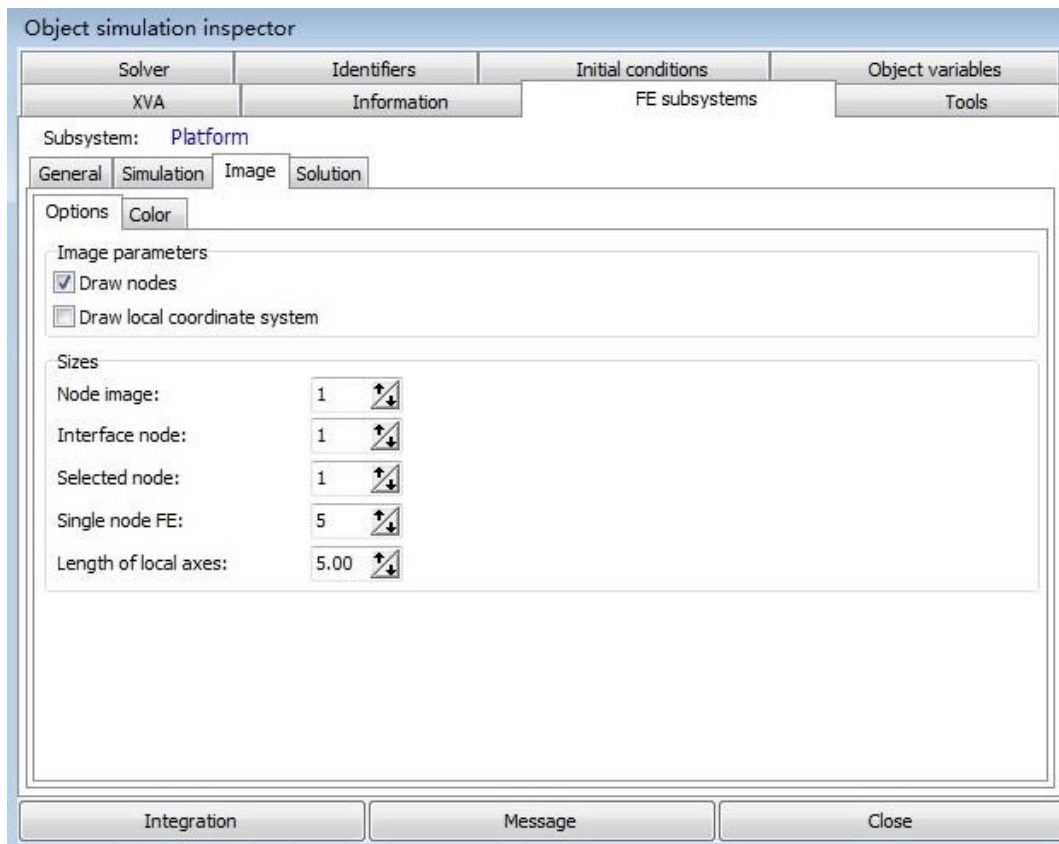 Object simulation inspector
Solver Identifiers Initial conditions Object variables
XVA Information FE subsystems Tools
Subsystem: Platform
General Simulation Image Solution
Options Color
Image parameters
Draw nodes
Draw local coordinate system
Sizes
Node image: 1
Interface node: 1
Selected node: 1
Single node FE: 5
Length of local axes: 5.00
Integration Message Close